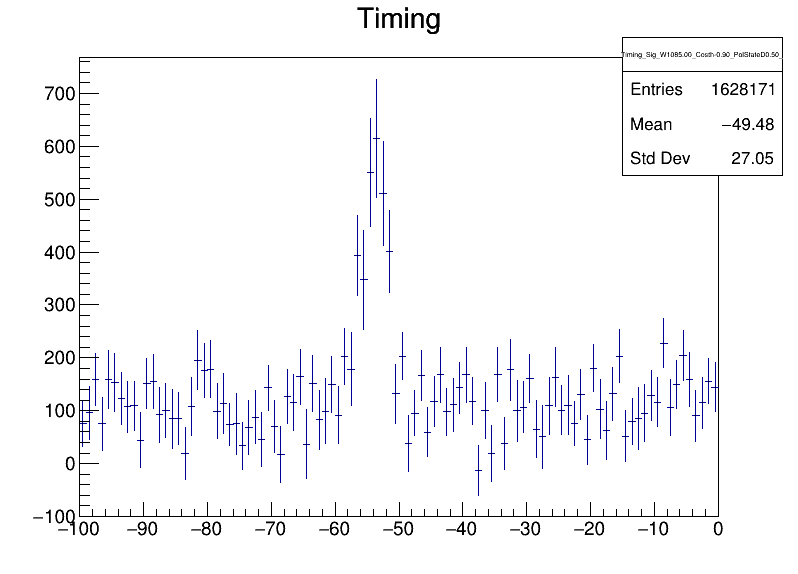 Timing
Timing_Sig_W1085.00_Costh-0.90_PolStateD0.50_
Entries 1628171
Mean −49.48
Std Dev 27.05
700
600
500
400
300
200
100
0
−100
−100 −90 −80 −70 −60 −50 −40 −30 −20 −10 0